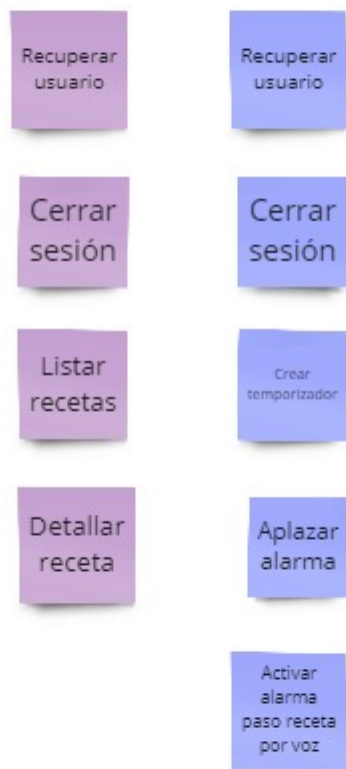 Recuperar
usuario
Recuperar
usuario
Cerrar
sesión
Cerrar
sesión
Listar
recetas
Crear
temporizador
Detallar
receta
Aplazar
alarma
Activar
alarma
paso receta
por voz